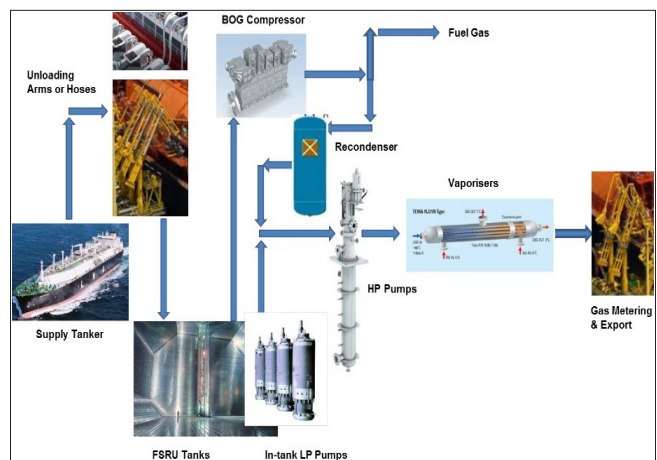 BOG Compressor
Fuel Gas
Unloading
Arms or Hoses
Recondenser
Vaporisers
HP Pumps
Supply Tanker
Gas Metering
& Export
FSRU Tanks
In-tank LP Pumps